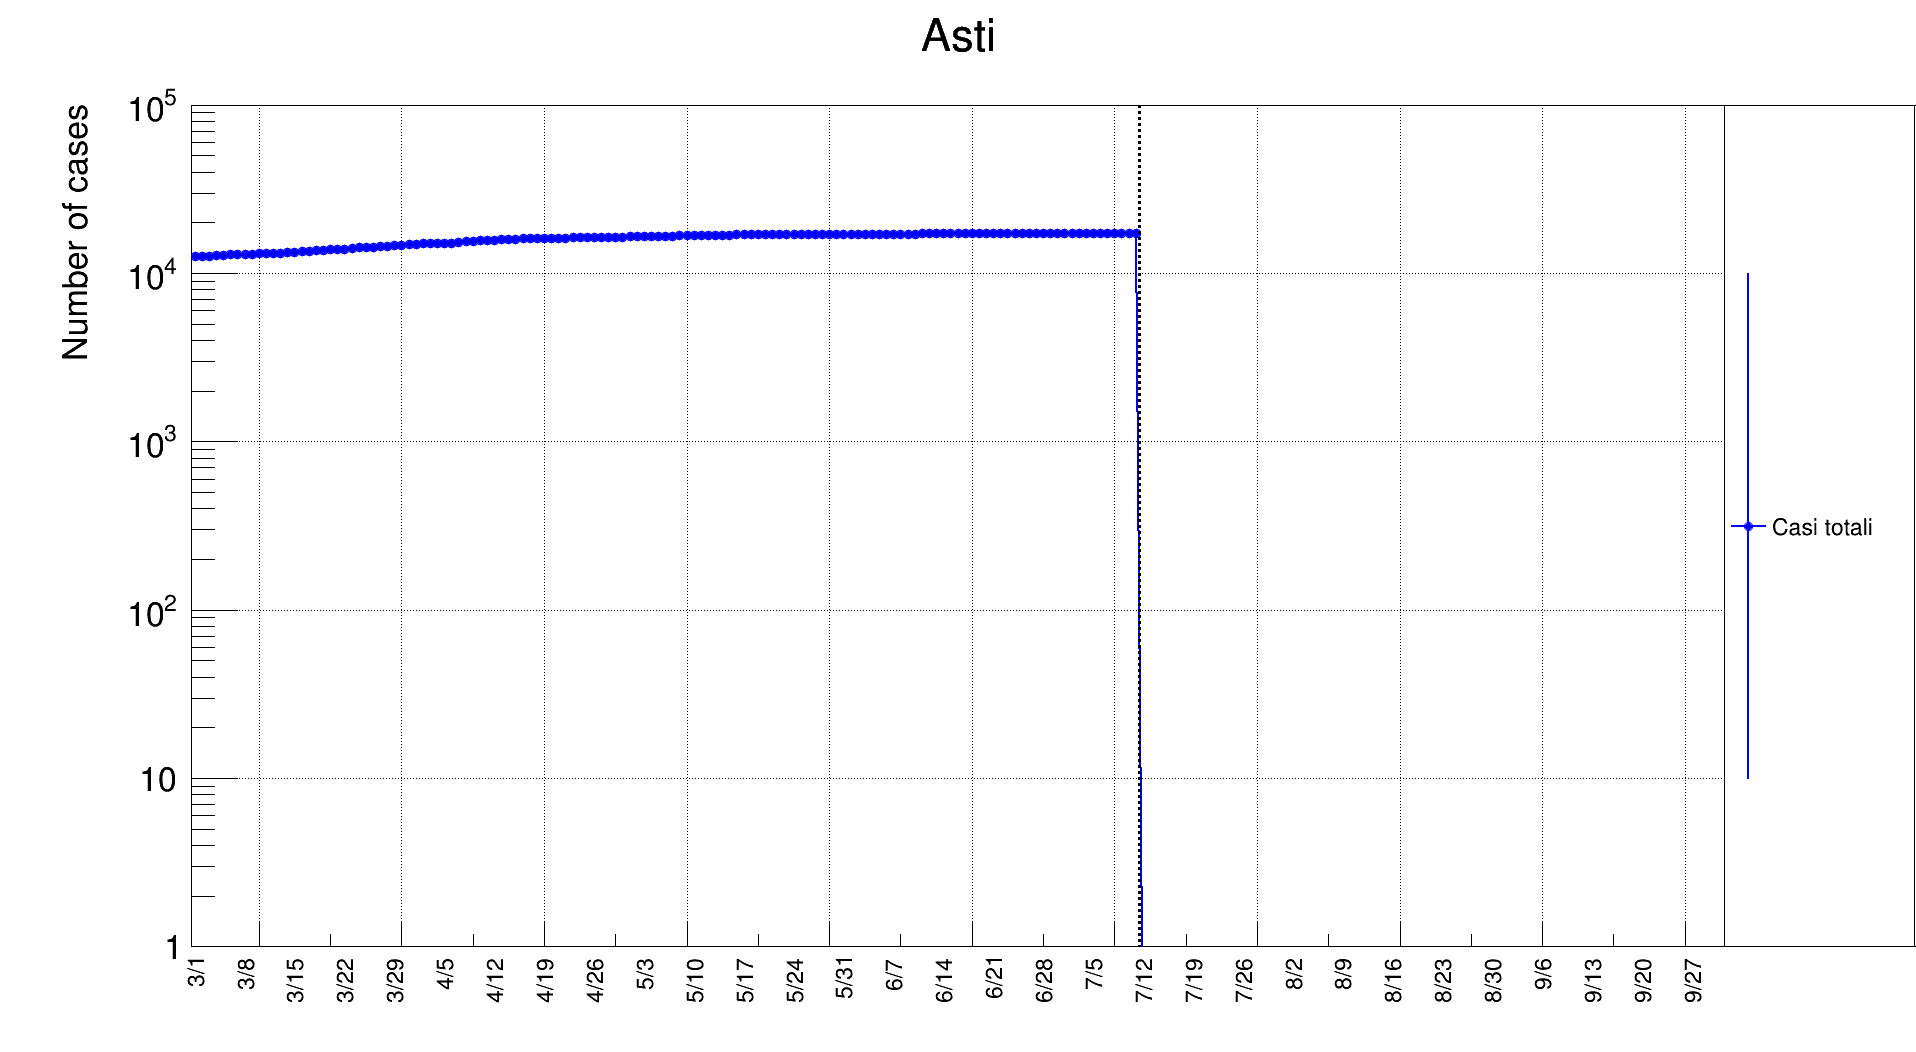 Asti
Number of cases
10^5
10^4
10^3
10^2
10
1
3/1 3/8 3/15 3/22 3/29 4/5 4/12 4/19 4/26 5/3 5/10 5/17 5/24 5/31 6/7 6/14 6/21 6/28 7/5 7/12 7/19 7/26 8/2 8/9 8/16 8/23 8/30 9/6 9/13 9/20 9/27
Casi totali